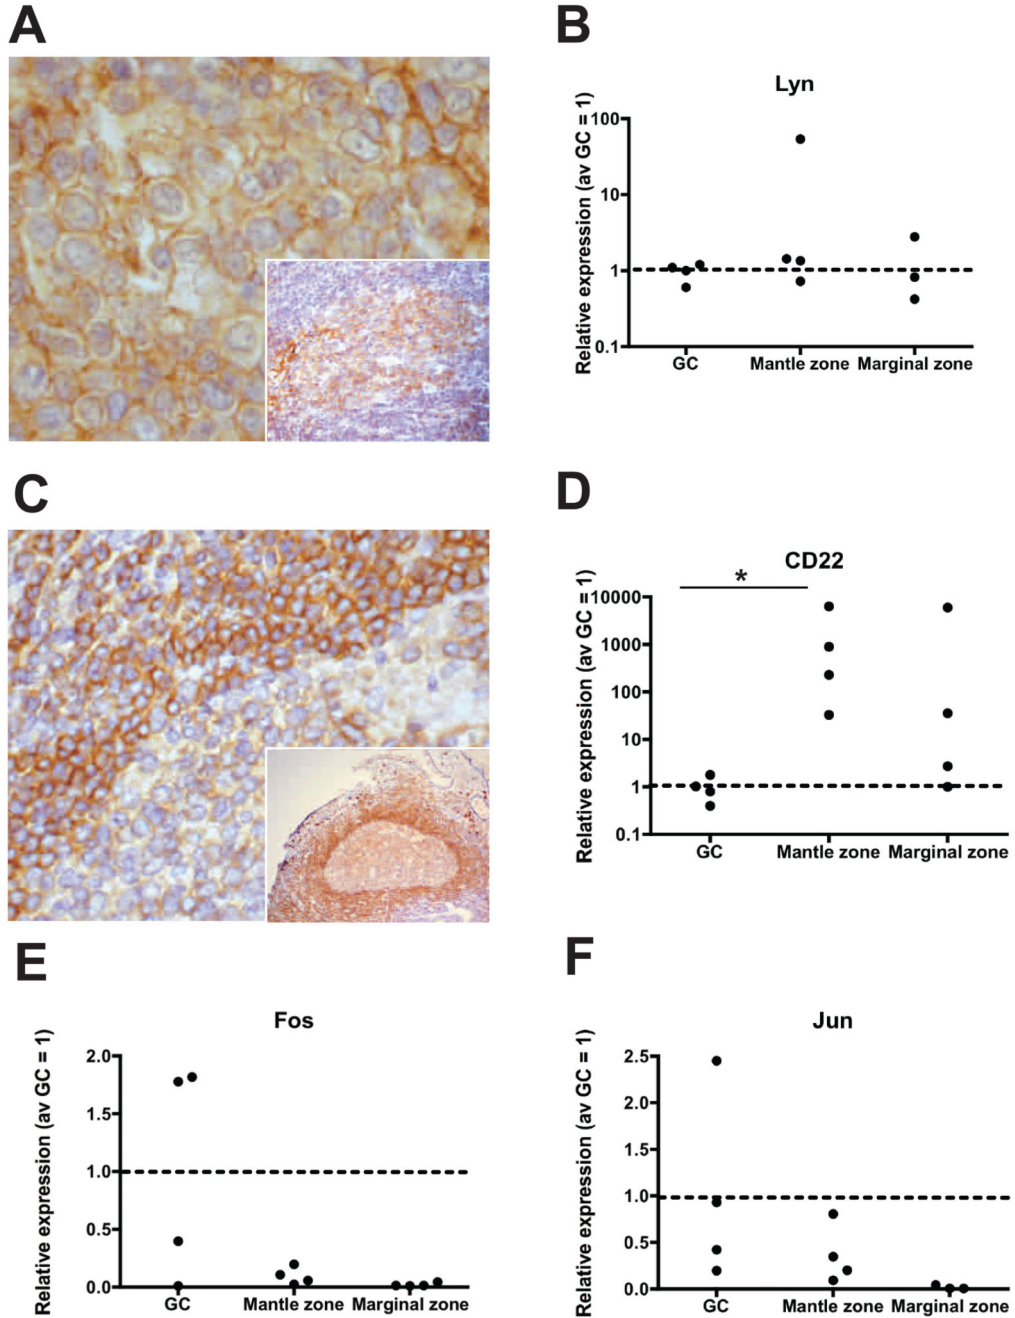 A
B
Lyn
Relative expression (av GC = 1)
100
10
1
0.1
GC Mantle zone Marginal zone
C
D
CD22
*
Relative expression (av GC = 1)
10000
1000
100
10
1
0.1
GC Mantle zone Marginal zone
E
Fos
Relative expression (av GC = 1)
2.0
1.5
1.0
0.5
0.0
GC Mantle zone Marginal zone
F
Jun
Relative expression (av GC = 1)
2.5
2.0
1.5
1.0
0.5
0.0
GC Mantle zone Marginal zone